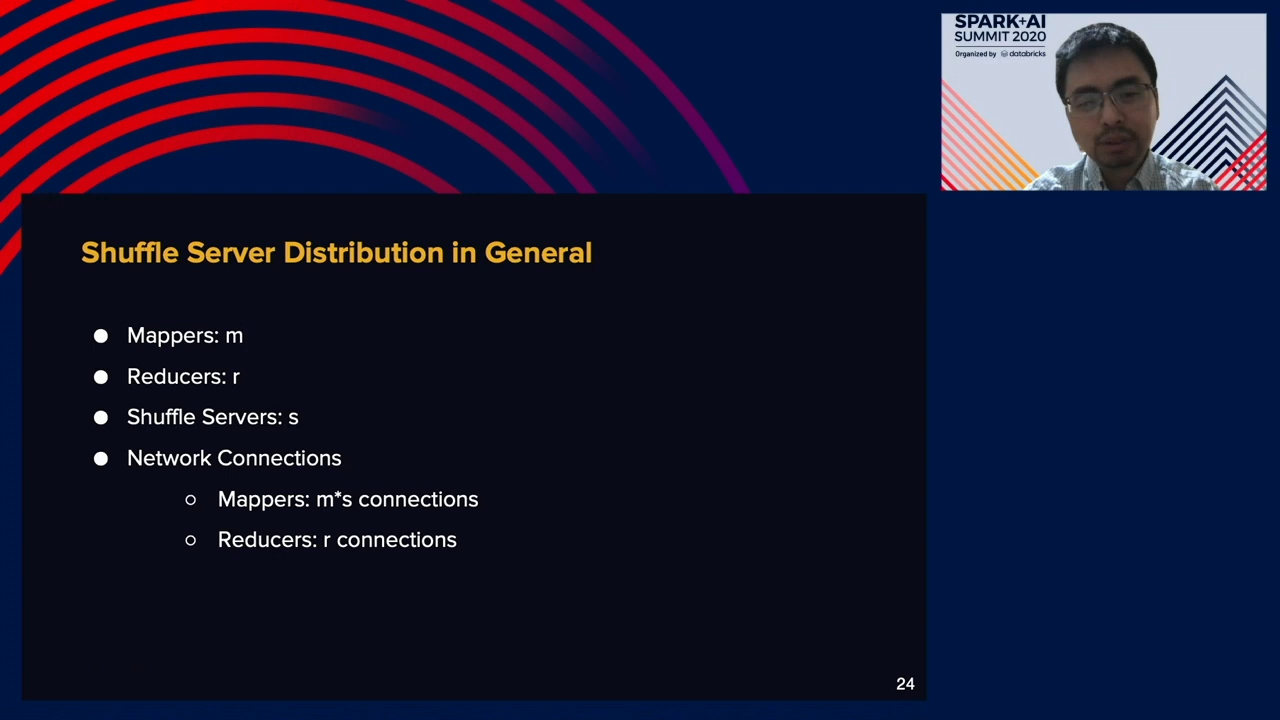 SPARK+AI
SUMMIT 2020
Organized by databricks
Shuffle Server Distribution in General
● Mappers: m
● Reducers: r
● Shuffle Servers: s
● Network Connections
○ Mappers: m*s connections
○ Reducers: r connections
24